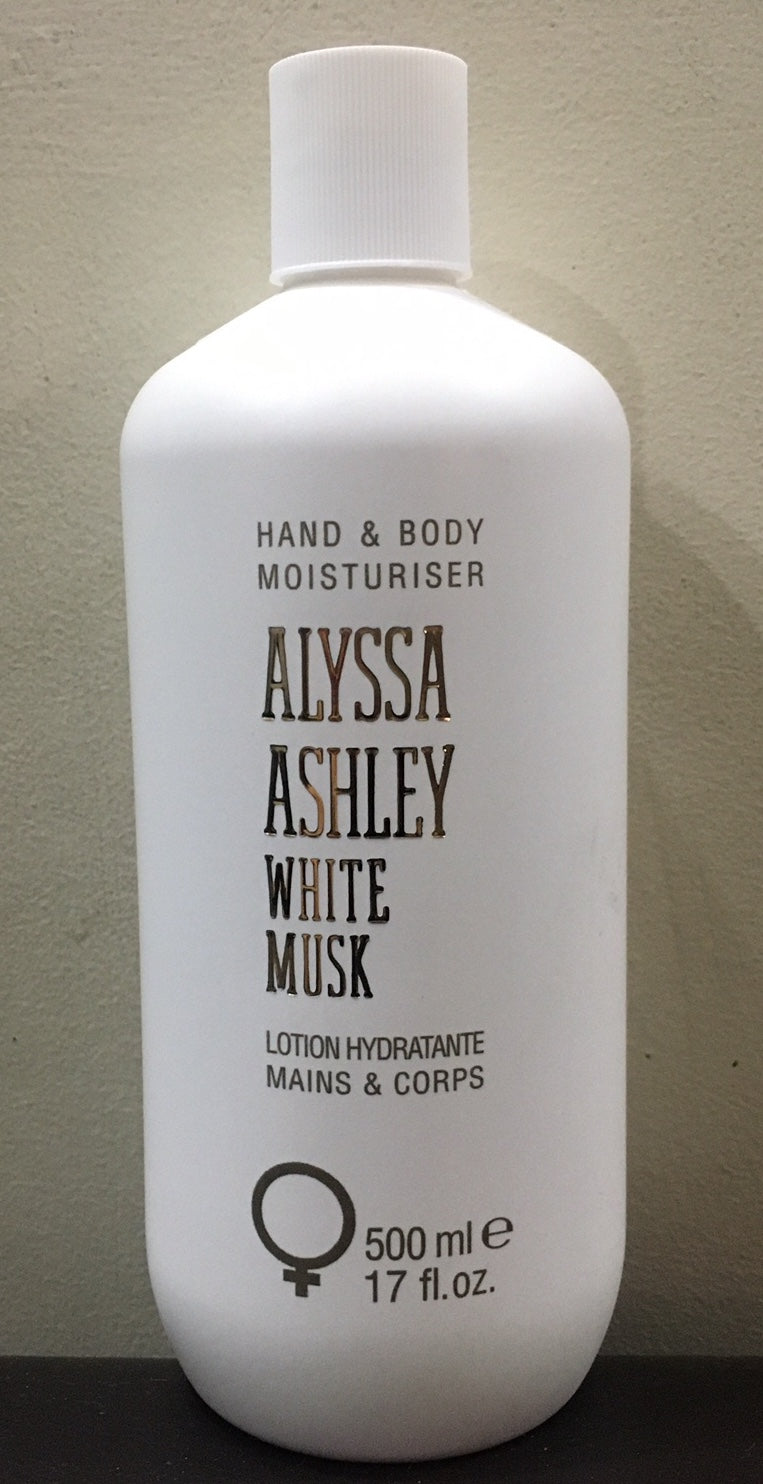 HAND & BODY
MOISTURISER
ALYSSA
ASHLEY
WHITE
MUSK
LOTION HYDRATANTE
MAINS & CORPS
500 ml ℮
17 fl.oz.